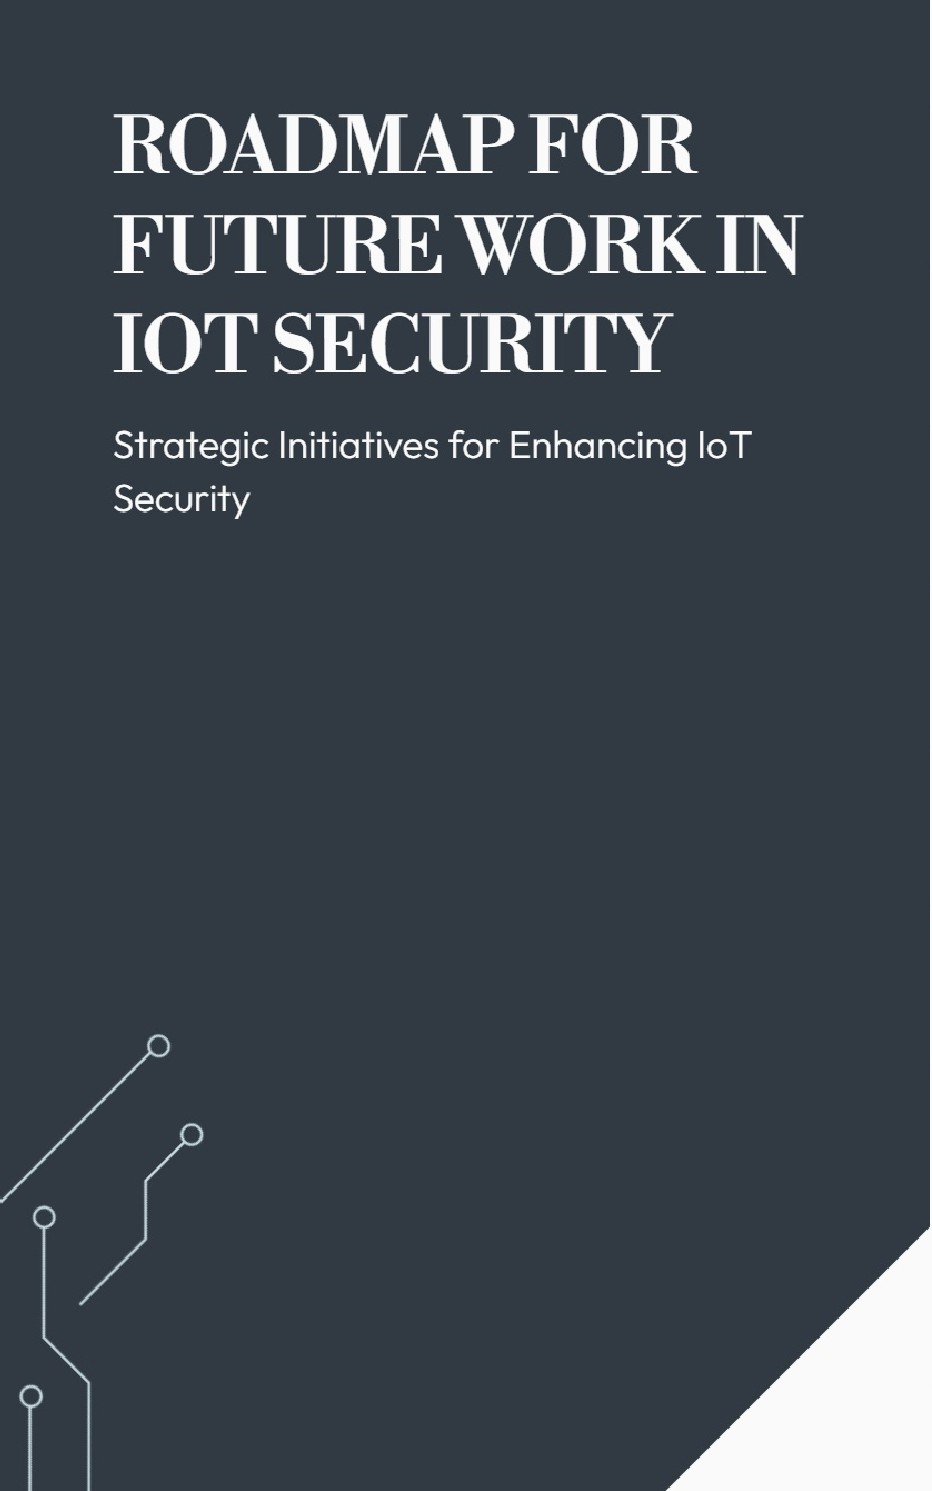 ROADMAP FOR
FUTURE WORK IN
IOT SECURITY
Strategic Initiatives for Enhancing IoT
Security